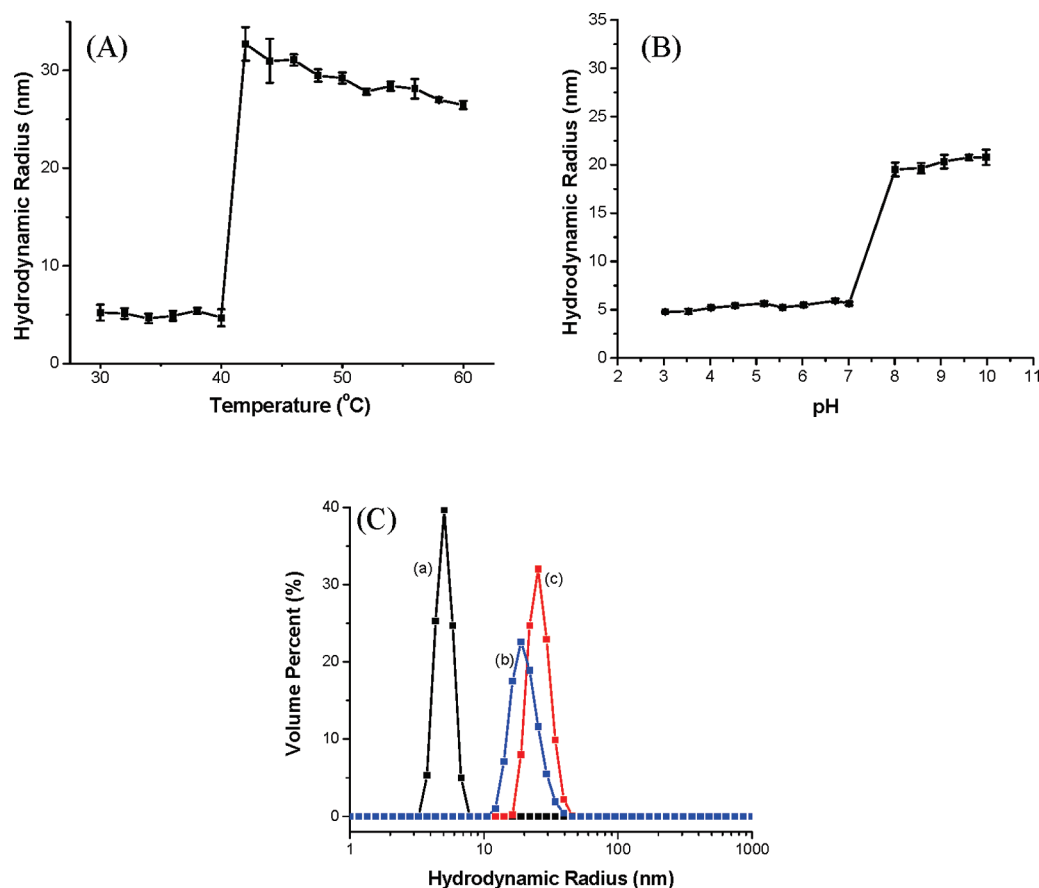 (A)
Hydrodynamic Radius (nm)
30
20
10
0
30
40
50
60
Temperature (°C)
(B)
Hydrodynamic Radius (nm)
35
30
25
20
15
10
5
0
2
3
4
5
6
7
8
9
10
11
pH
(C)
Volume Percent (%)
40
30
20
10
0
(a)
(b)
(c)
1
10
100
1000
Hydrodynamic Radius (nm)